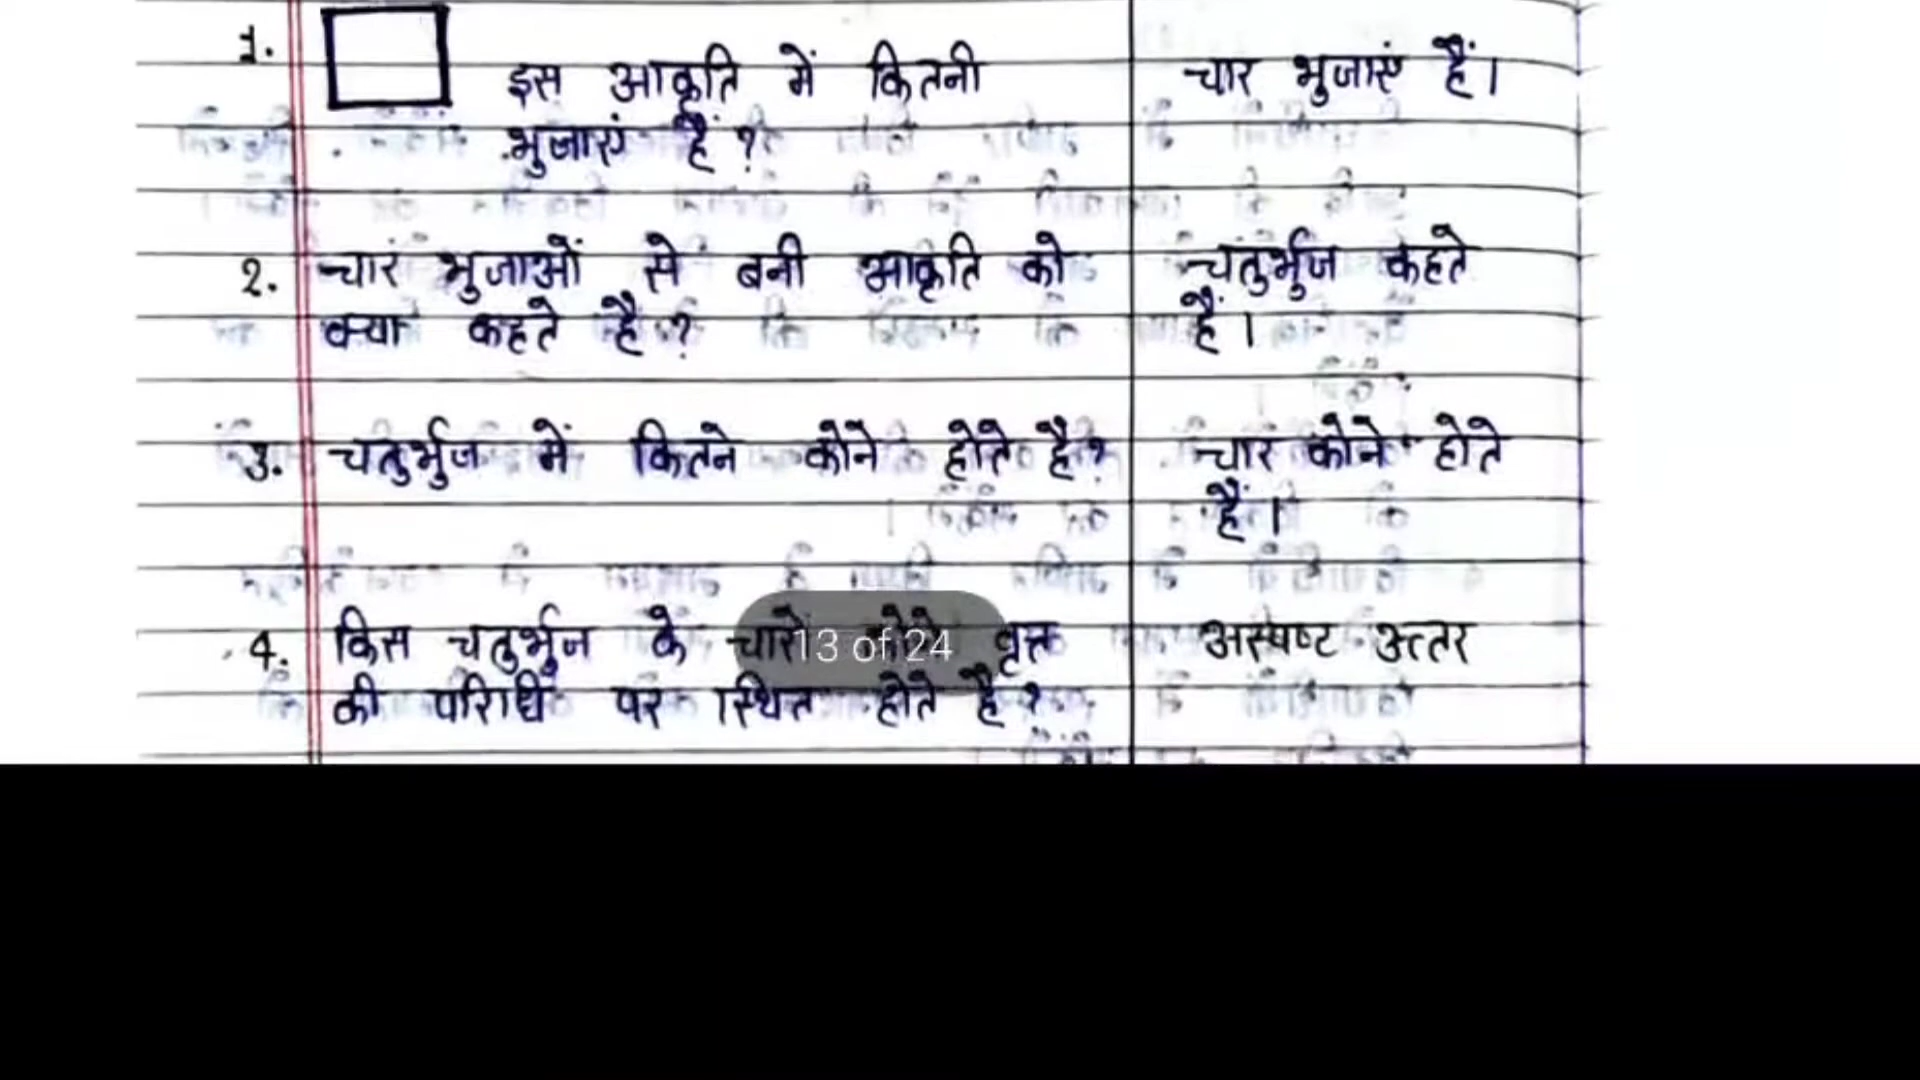 1. इस आकृति में कितनी चार भुजाएं हैं।
भुजाएं हैं ?
2. चार भुजाओं से बनी आकृति को चतुर्भुज कहते
क्या कहते है ? हैं।
3. चतुर्भुज में कितने कोने होते है? चार कोने होते
हैं।
4. किस चतुर्भुज के चारों कोने वृत्त अस्पष्ट उत्तर
की परिधि पर स्थित होते है ?
13 of 24